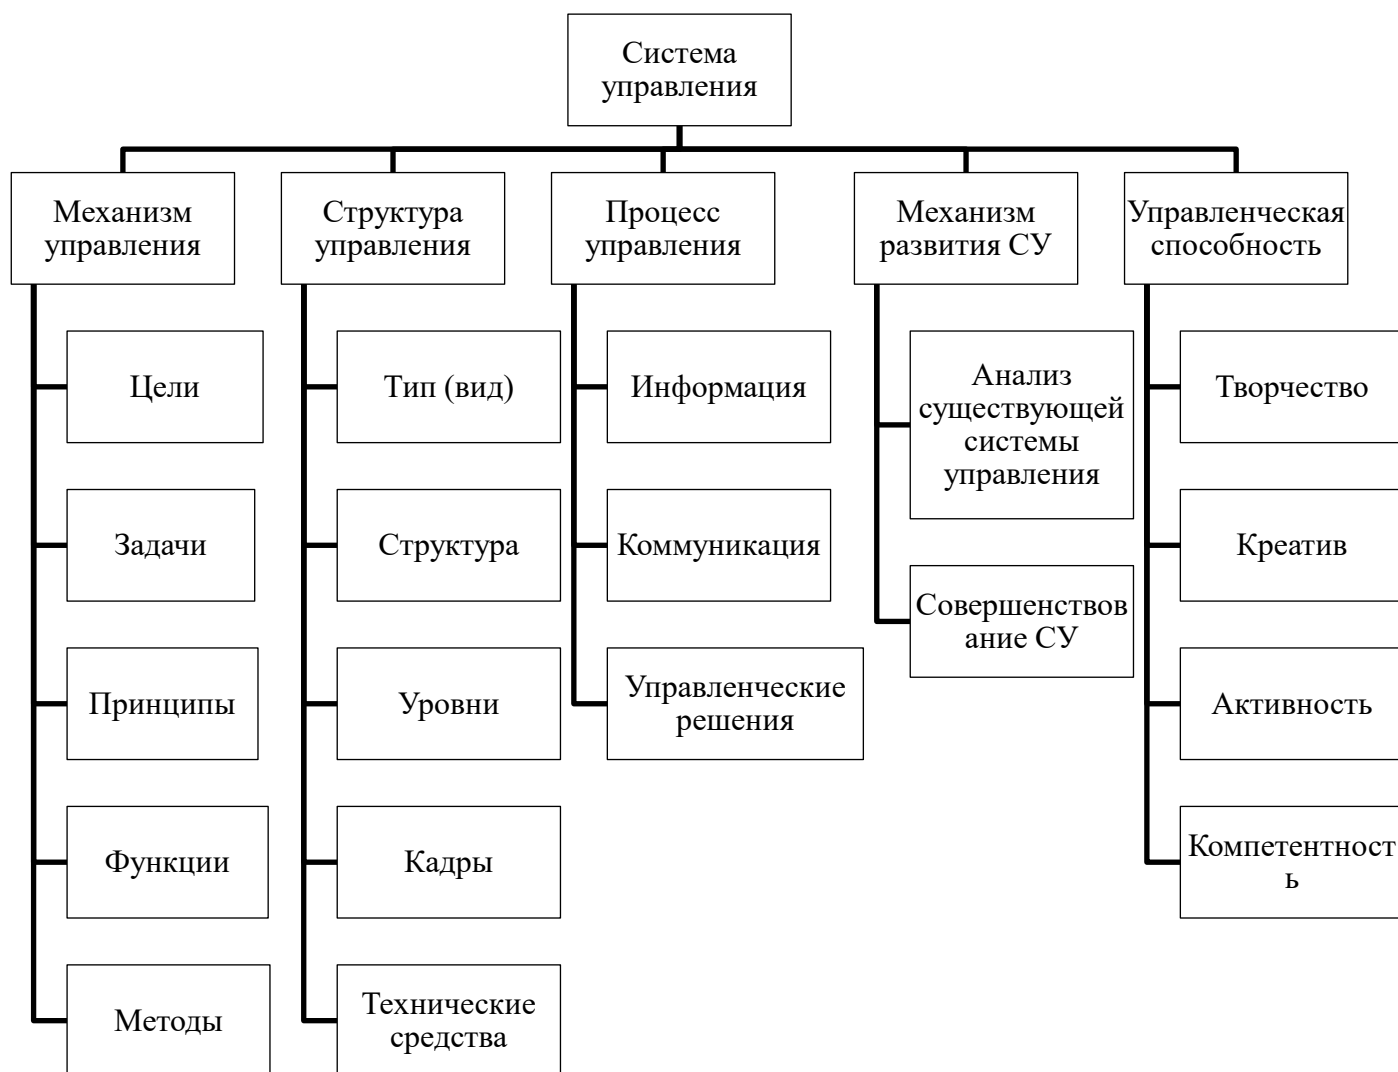 Система
управления
Механизм
управления
Цели
Задачи
Принципы
Функции
Методы
Структура
управления
Тип (вид)
Структура
Уровни
Кадры
Технические
средства
Процесс
управления
Информация
Коммуникация
Управленческие
решения
Механизм
развития СУ
Анализ
существующей
системы
управления
Совершенствов
ание СУ
Управленческая
способность
Творчество
Креатив
Активность
Компетентност
ь